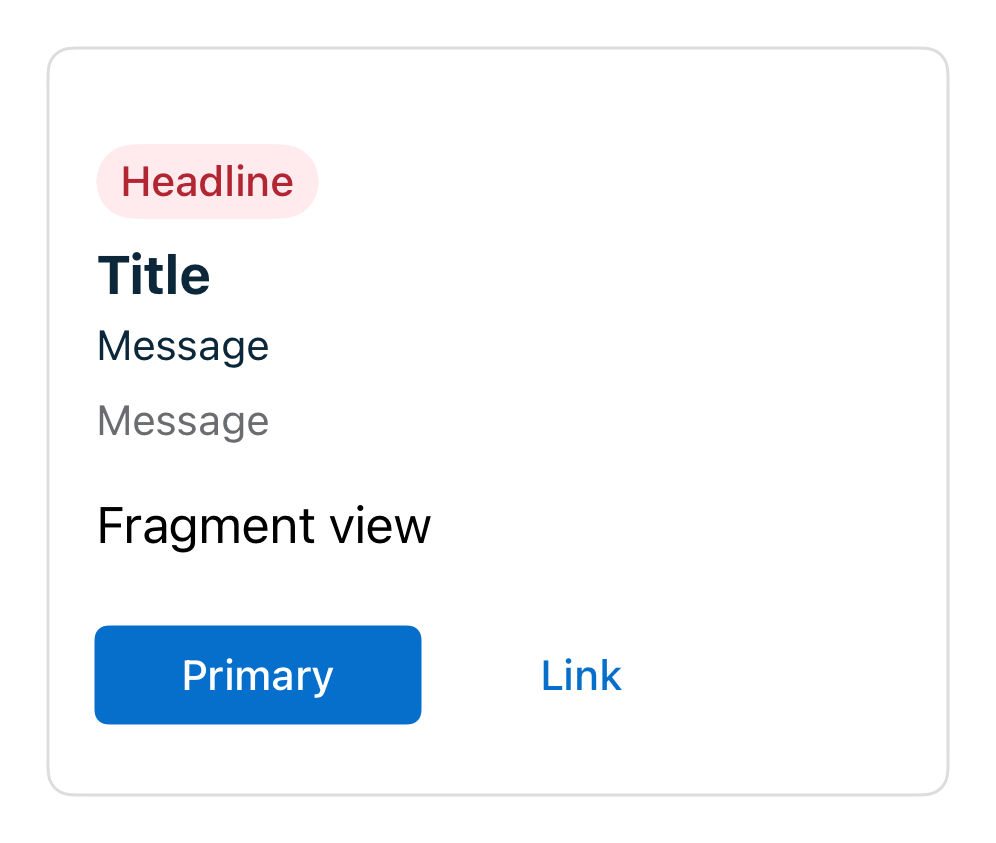 Headline
Title
Message
Message
Fragment view
Primary
Link